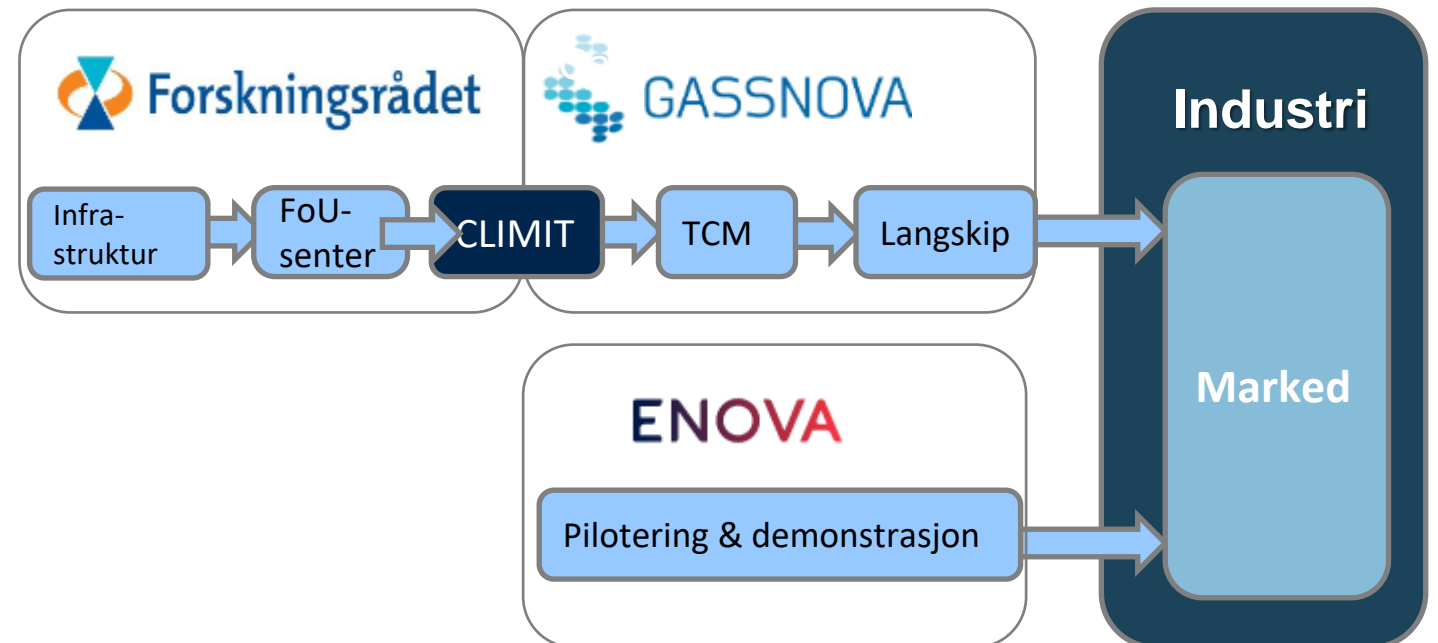 Forskningsrådet
GASSNOVA
Industri
Infra-
struktur
FoU-
senter
CLIMIT
TCM
Langskip
Marked
ENOVA
Pilotering & demonstrasjon